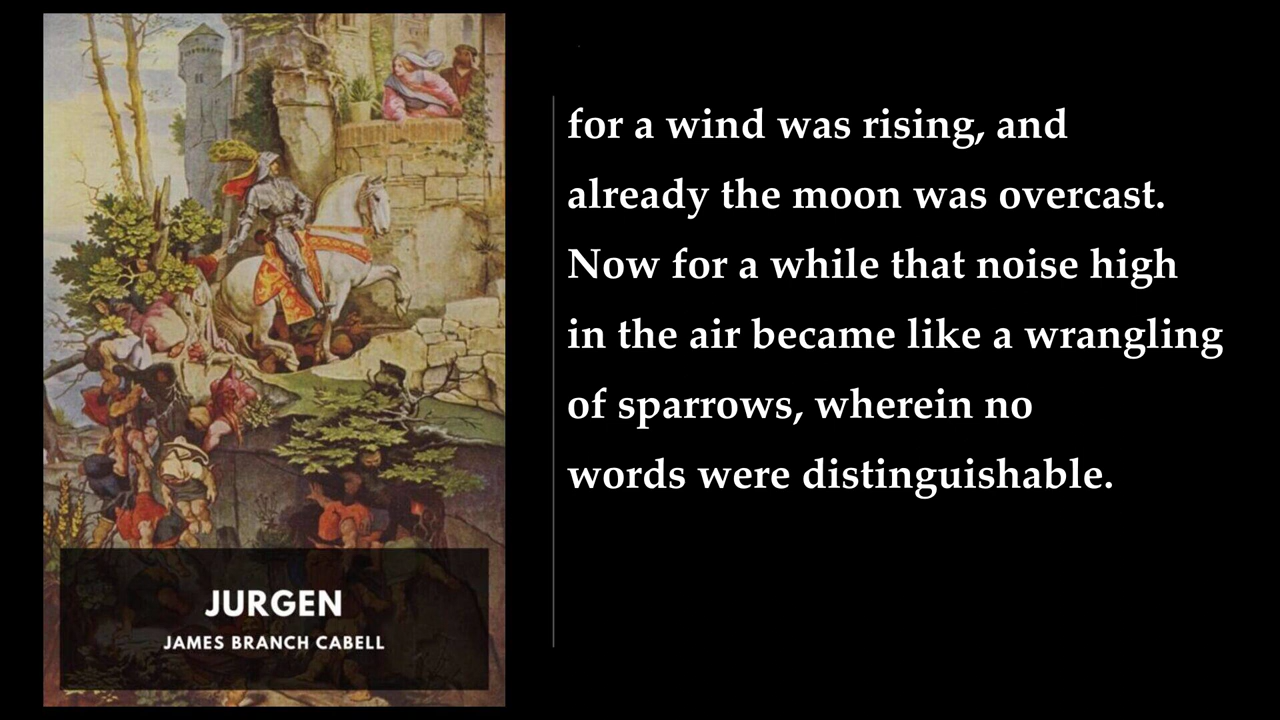 for a wind was rising, and
already the moon was overcast.
Now for a while that noise high
in the air became like a wrangling
of sparrows, wherein no
words were distinguishable.
JURGEN
JAMES BRANCH CABELL